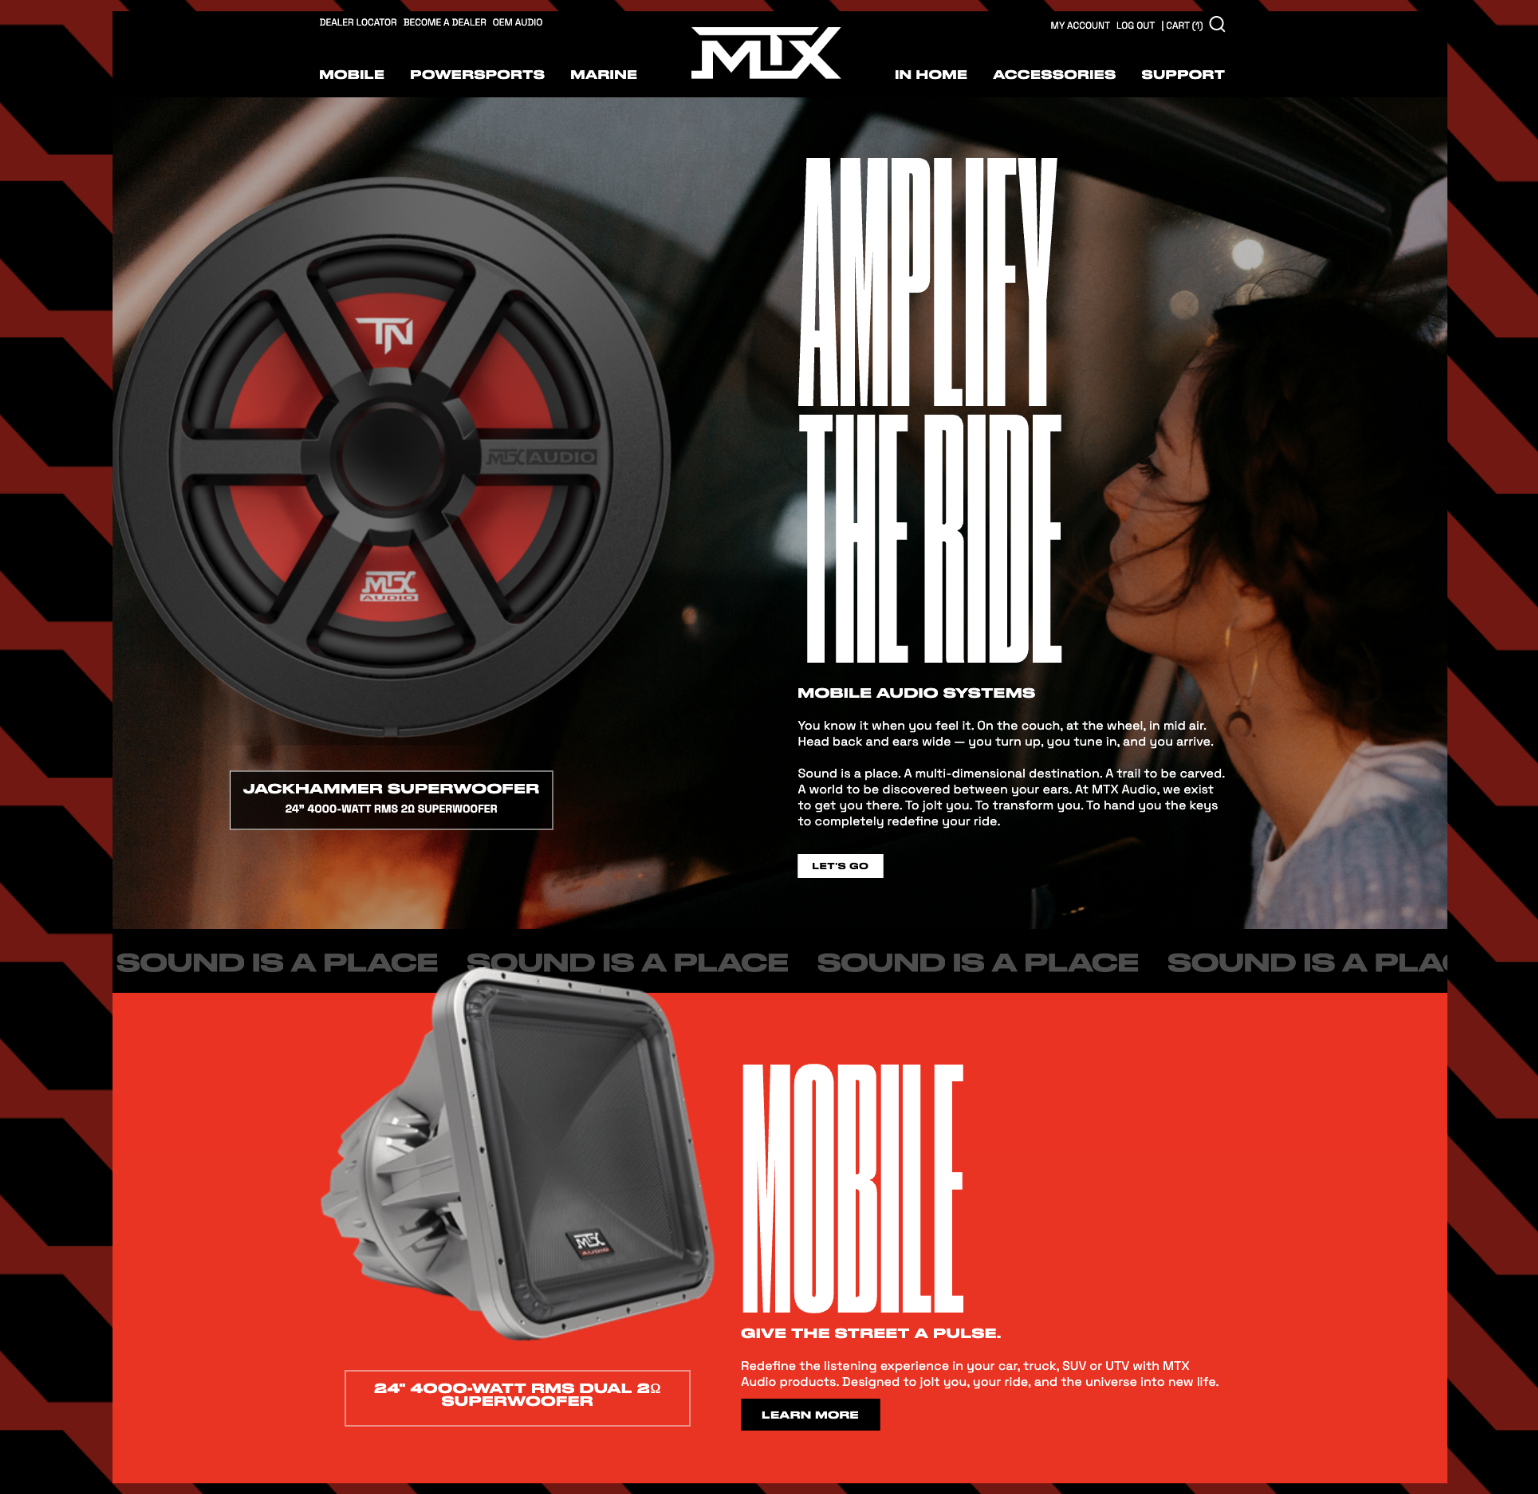 DEALER LOCATOR BECOME A DEALER OEM AUDIO
MY ACCOUNT LOG OUT | CART (1)
MTX
MOBILE POWERSPORTS MARINE
IN HOME ACCESSORIES SUPPORT
TN
MTX AUDIO
MTX
AUDIO
JACKHAMMER SUPERWOOFER
24” 4000-WATT RMS 2Ω SUPERWOOFER
AMPLIFY
THE RIDE
MOBILE AUDIO SYSTEMS
You know it when you feel it. On the couch, at the wheel, in mid air.
Head back and ears wide — you turn up, you tune in, and you arrive.
Sound is a place. A multi-dimensional destination. A trail to be carved.
A world to be discovered between your ears. At MTX Audio, we exist
to get you there. To jolt you. To transform you. To hand you the keys
to completely redefine your ride.
LET'S GO
SOUND IS A PLACE SOUND IS A PLACE SOUND IS A PLACE SOUND IS A PLAC
MTX
AUDIO
24" 4000-WATT RMS DUAL 2Ω
SUPERWOOFER
MOBILE
GIVE THE STREET A PULSE.
Redefine the listening experience in your car, truck, SUV or UTV with MTX
Audio products. Designed to jolt you, your ride, and the universe into new life.
LEARN MORE